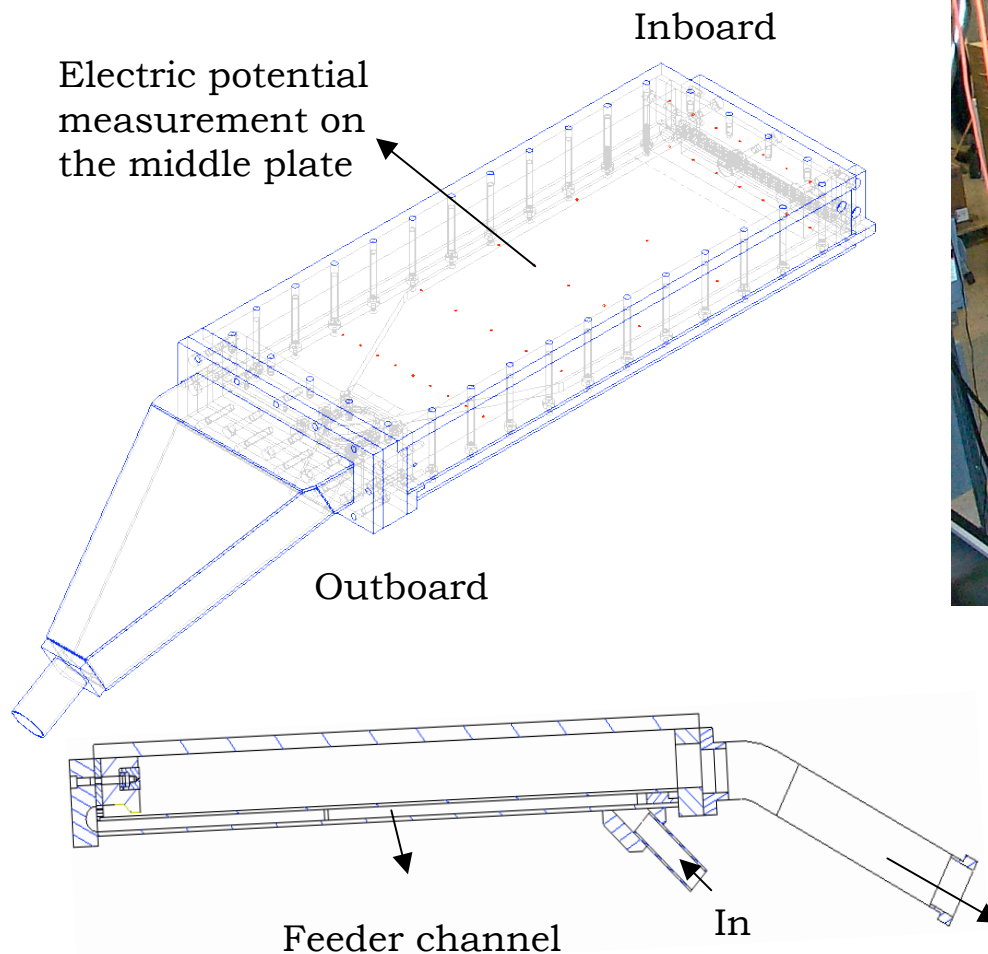 Inboard
Electric potential
measurement on
the middle plate
Outboard
In
Feeder channel